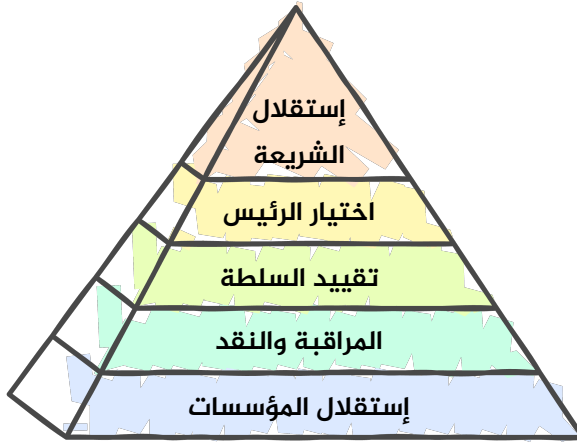 إستقلال
الشريعة
اختيار الرئيس
تقييد السلطة
المراقبة والنقد
إستقلال المؤسسات